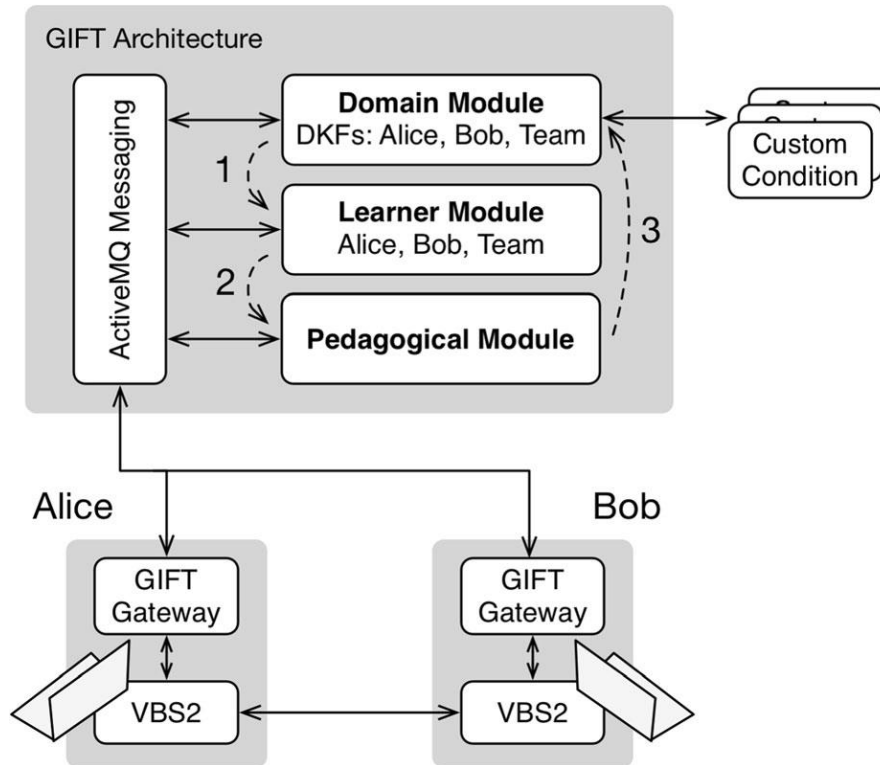 GIFT Architecture
ActiveMQ Messaging
Domain Module
DKFs: Alice, Bob, Team
1
Learner Module
Alice, Bob, Team
2
3
Pedagogical Module
Custom
Condition
Alice
Bob
GIFT
Gateway
VBS2
GIFT
Gateway
VBS2